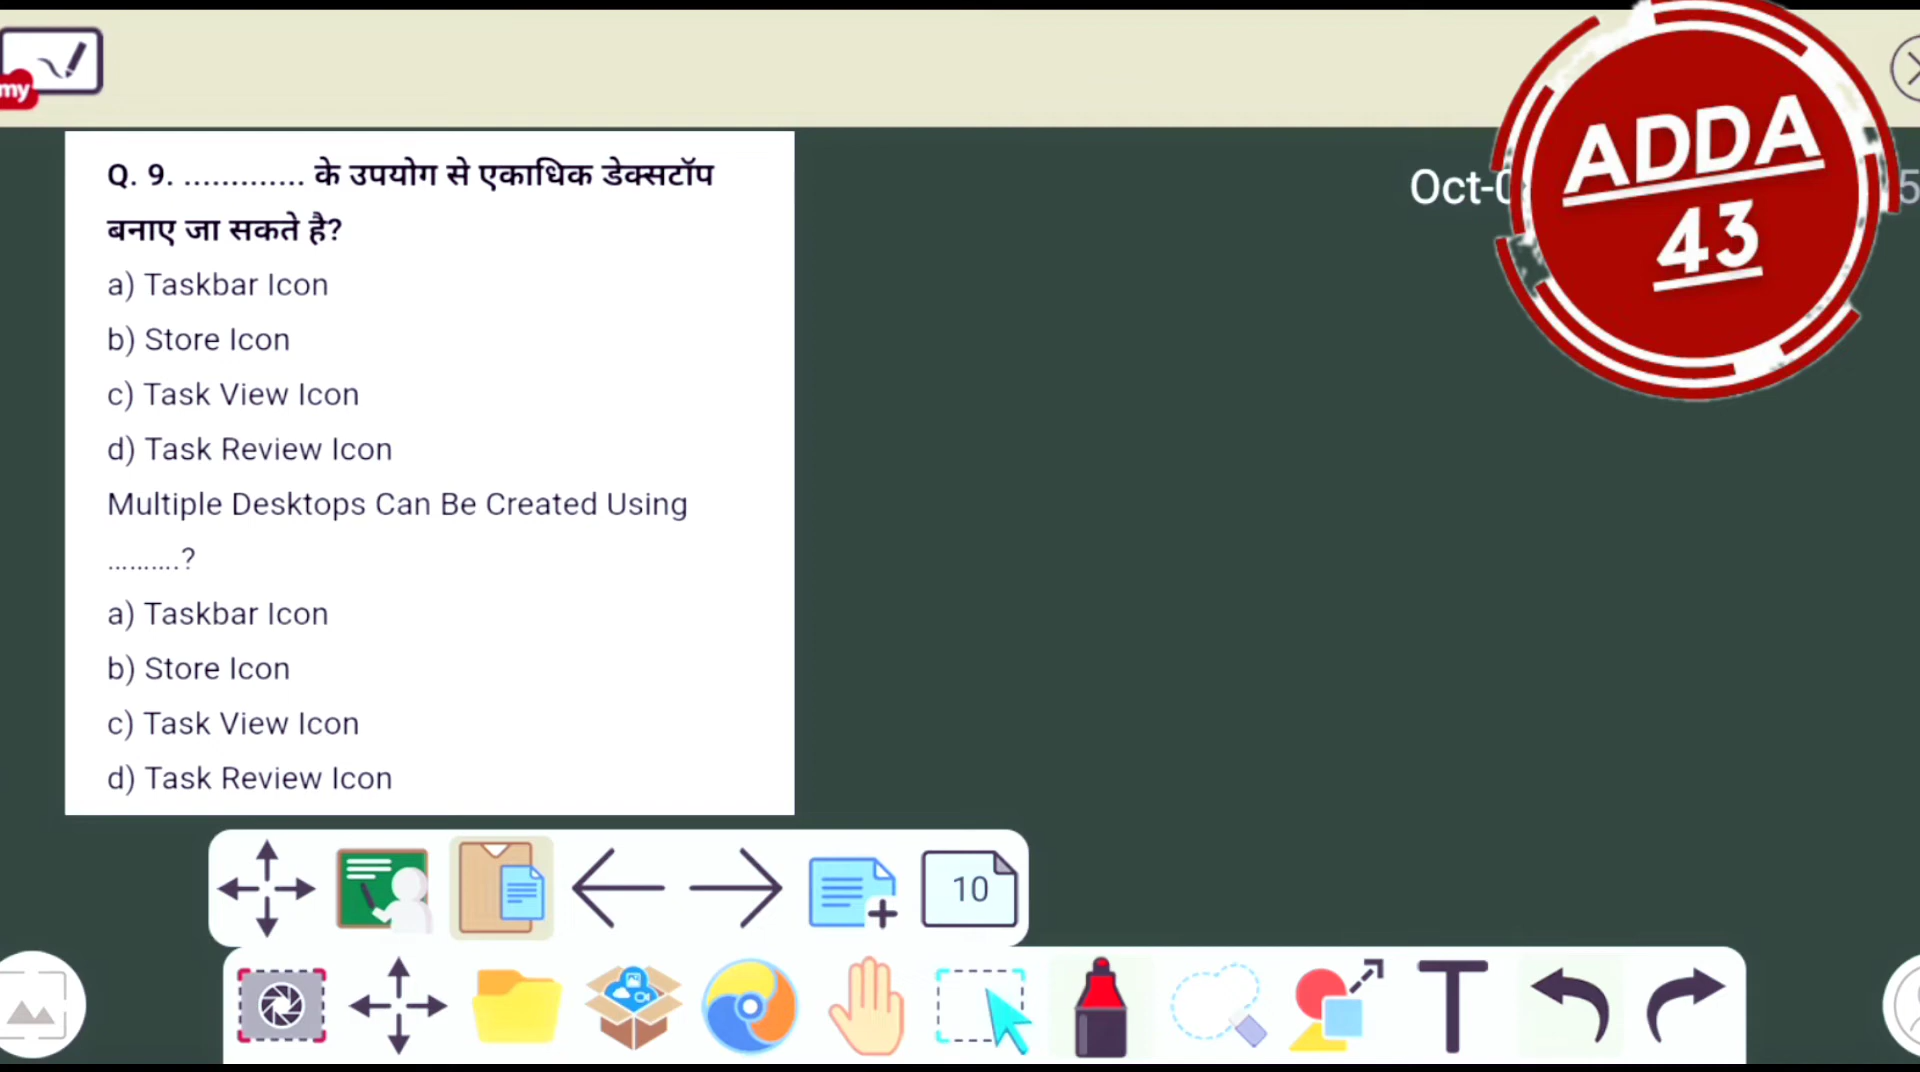 my
Q. 9. ............. के उपयोग से एकाधिक डेक्सटॉप
बनाए जा सकते है?
a) Taskbar Icon
b) Store Icon
c) Task View Icon
d) Task Review Icon
Multiple Desktops Can Be Created Using
..........?
a) Taskbar Icon
b) Store Icon
c) Task View Icon
d) Task Review Icon
ADDA
43
10
T